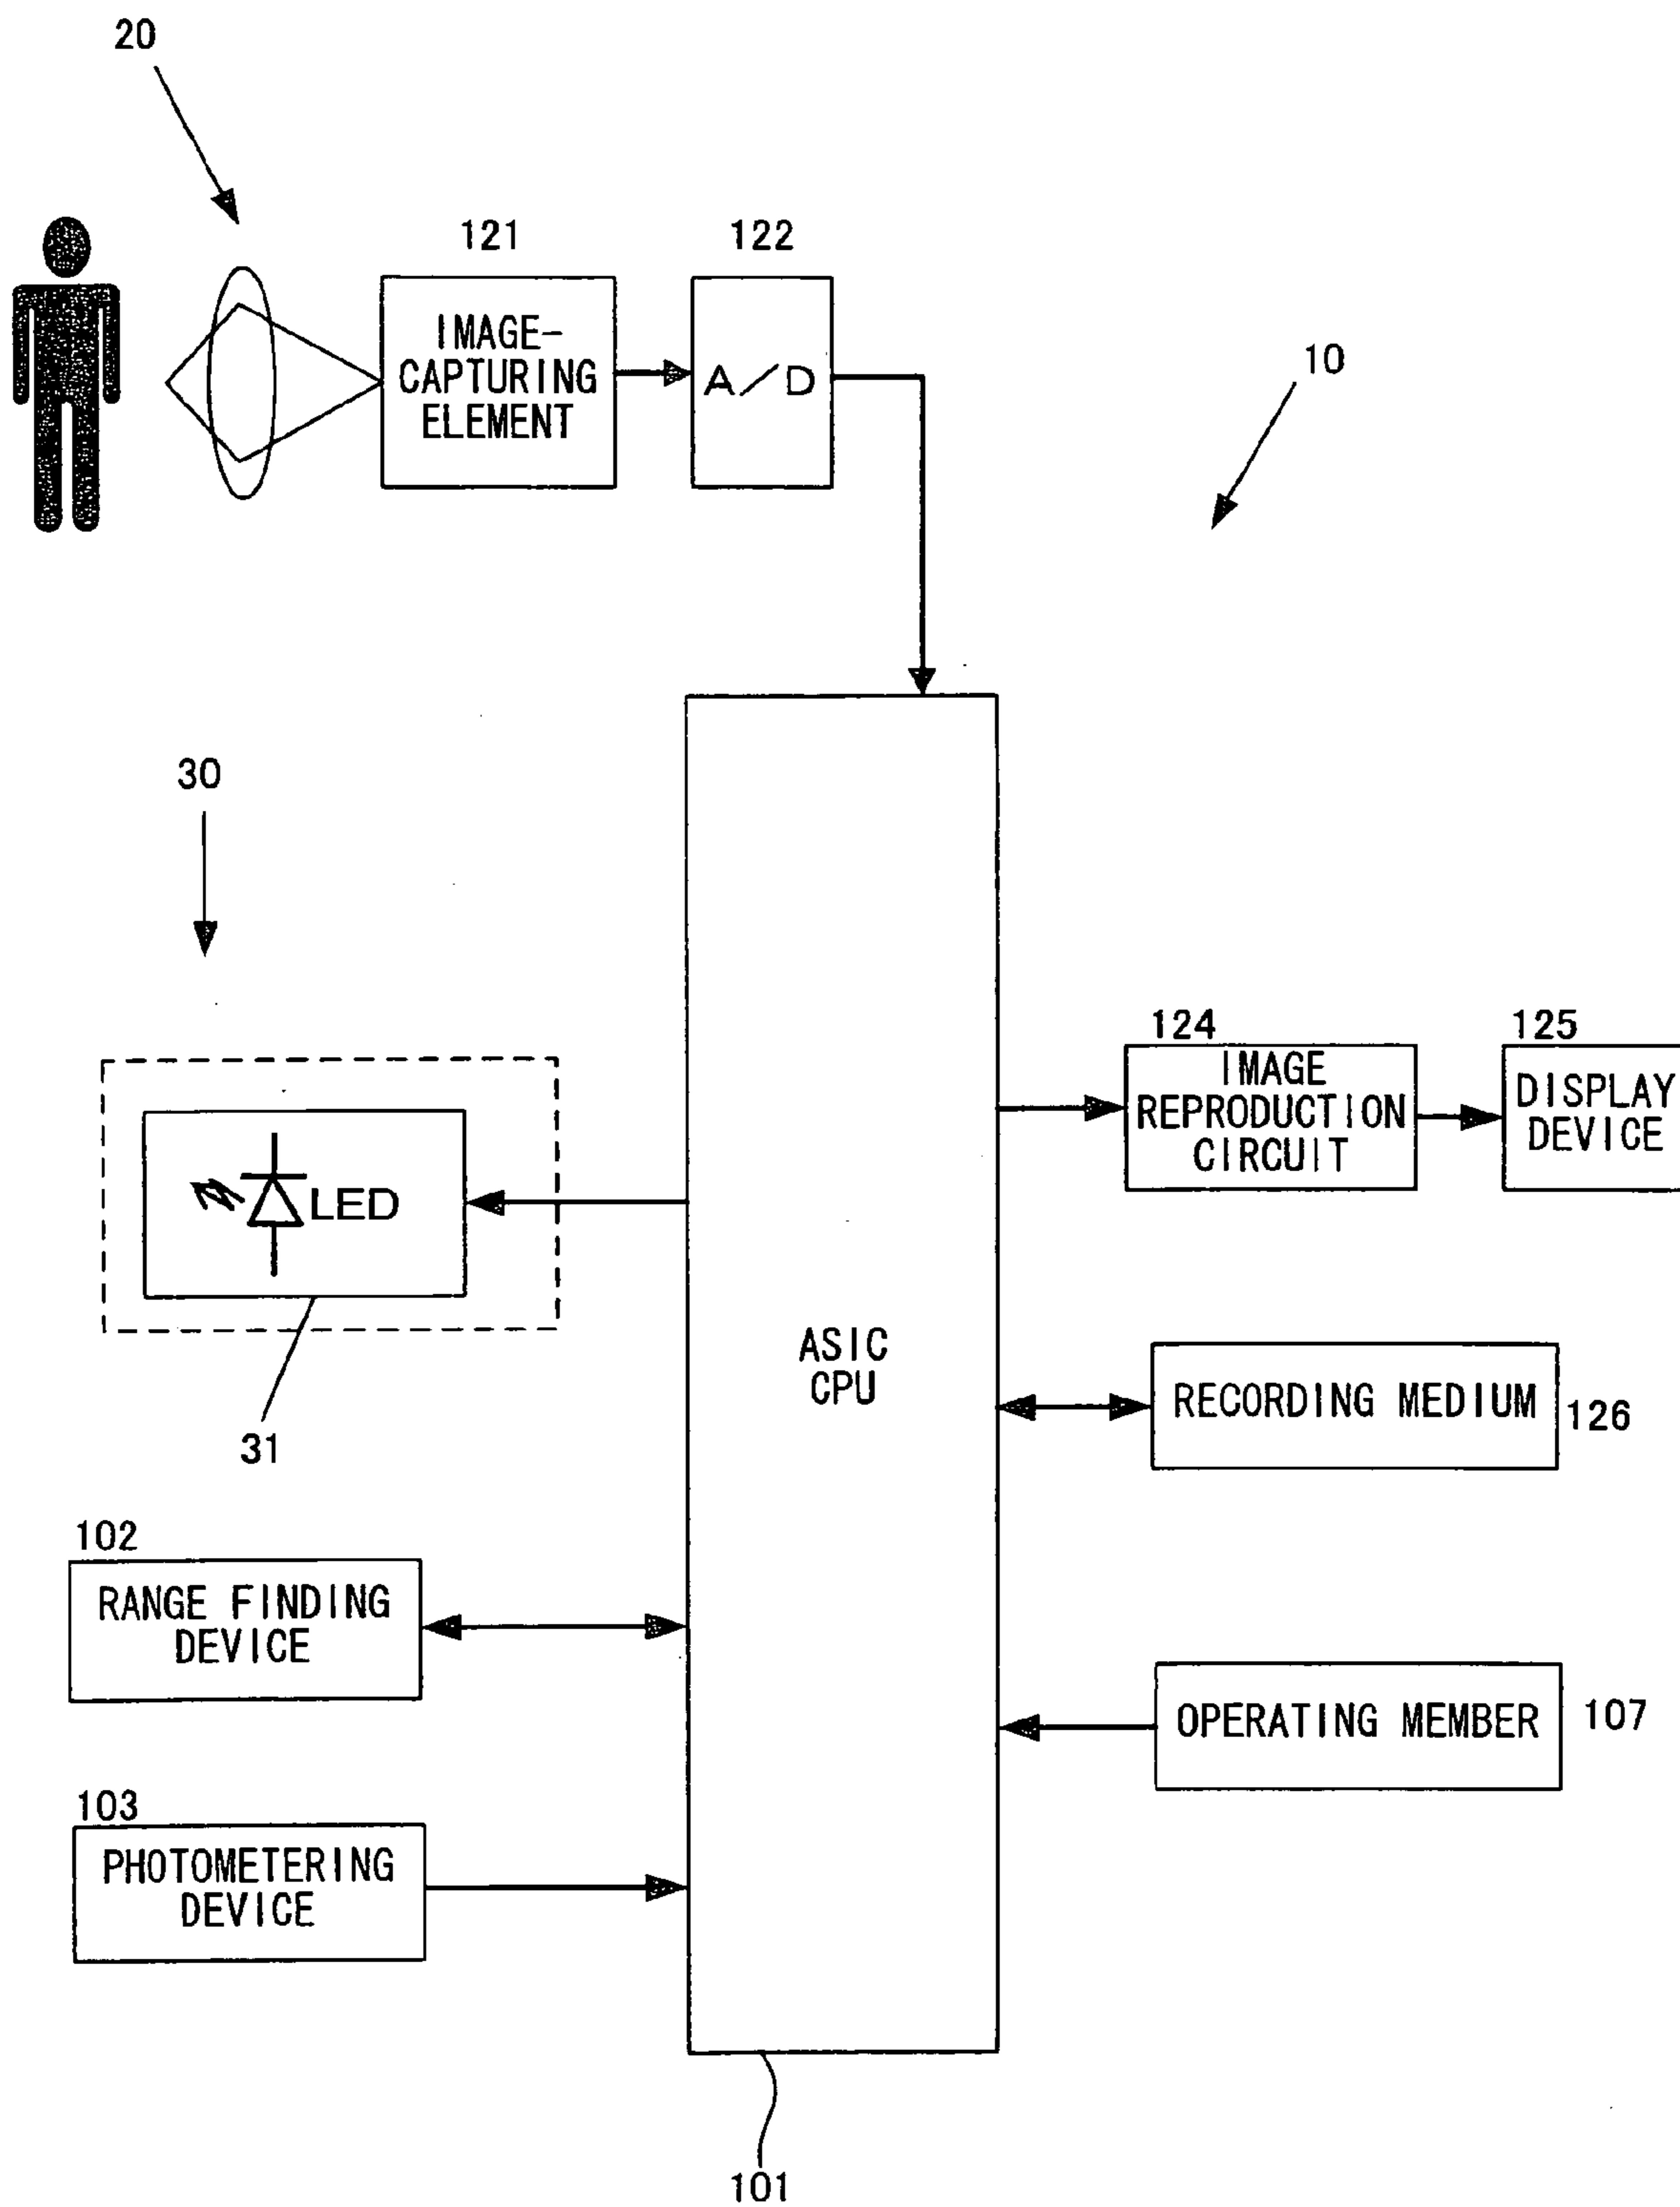 20
121
122
IMAGE-
CAPTURING
ELEMENT
A/D
10
30
124
125
IMAGE
REPRODUCTION
CIRCUIT
DISPLAY
DEVICE
LED
31
ASIC
CPU
RECORDING MEDIUM
126
102
RANGE FINDING
DEVICE
OPERATING MEMBER
107
103
PHOTOMETERING
DEVICE
101